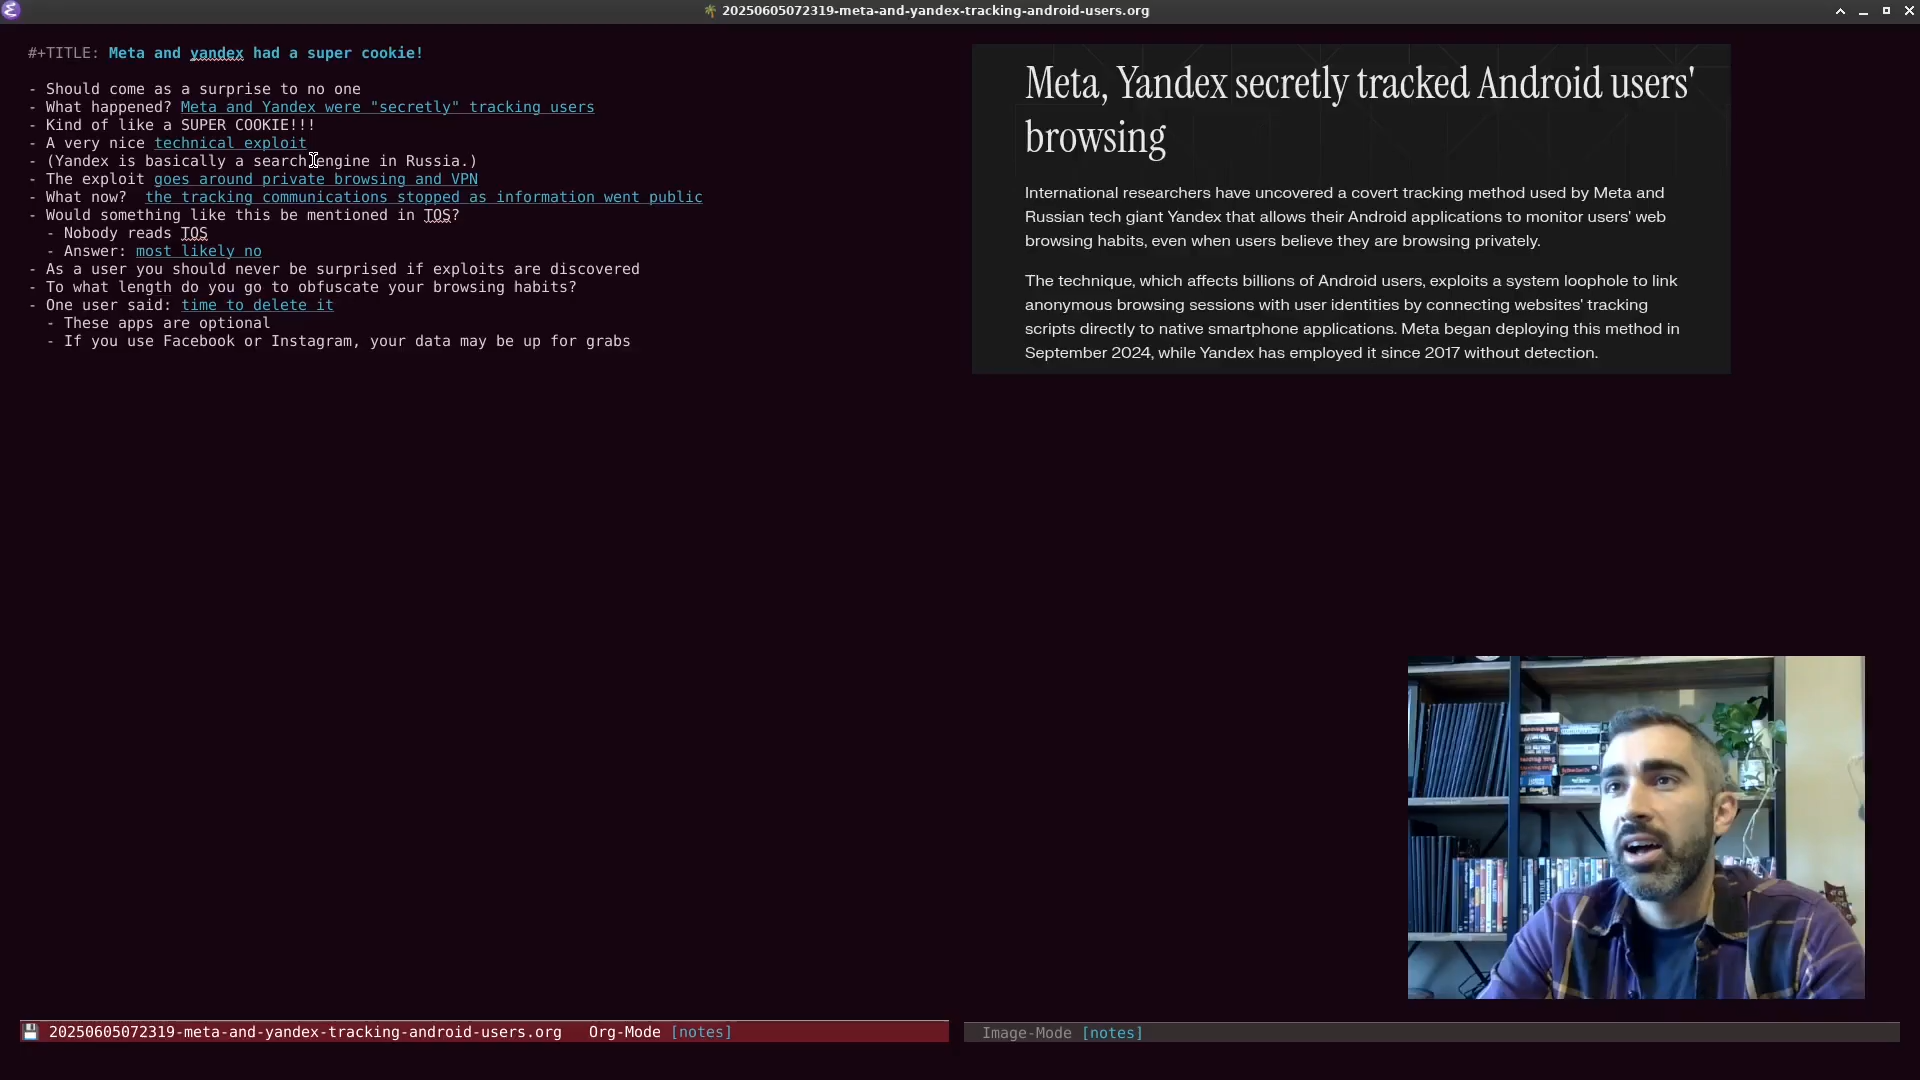 20250605072319-meta-and-yandex-tracking-android-users.org
#+TITLE: Meta and yandex had a super cookie!
- Should come as a surprise to no one
- What happened? Meta and Yandex were "secretly" tracking users
- Kind of like a SUPER COOKIE!!!
- A very nice technical exploit
- (Yandex is basically a search engine in Russia.)
- The exploit goes around private browsing and VPN
- What now?  the tracking communications stopped as information went public
- Would something like this be mentioned in TOS?
- Nobody reads TOS
- Answer: most likely no
- As a user you should never be surprised if exploits are discovered
- To what length do you go to obfuscate your browsing habits?
- One user said: time to delete it
- These apps are optional
- If you use Facebook or Instagram, your data may be up for grabs
Meta, Yandex secretly tracked Android users'
browsing
International researchers have uncovered a covert tracking method used by Meta and
Russian tech giant Yandex that allows their Android applications to monitor users' web
browsing habits, even when users believe they are browsing privately.
The technique, which affects billions of Android users, exploits a system loophole to link
anonymous browsing sessions with user identities by connecting websites' tracking
scripts directly to native smartphone applications. Meta began deploying this method in
September 2024, while Yandex has employed it since 2017 without detection.
20250605072319-meta-and-yandex-tracking-android-users.org   Org-Mode [notes]
Image-Mode [notes]